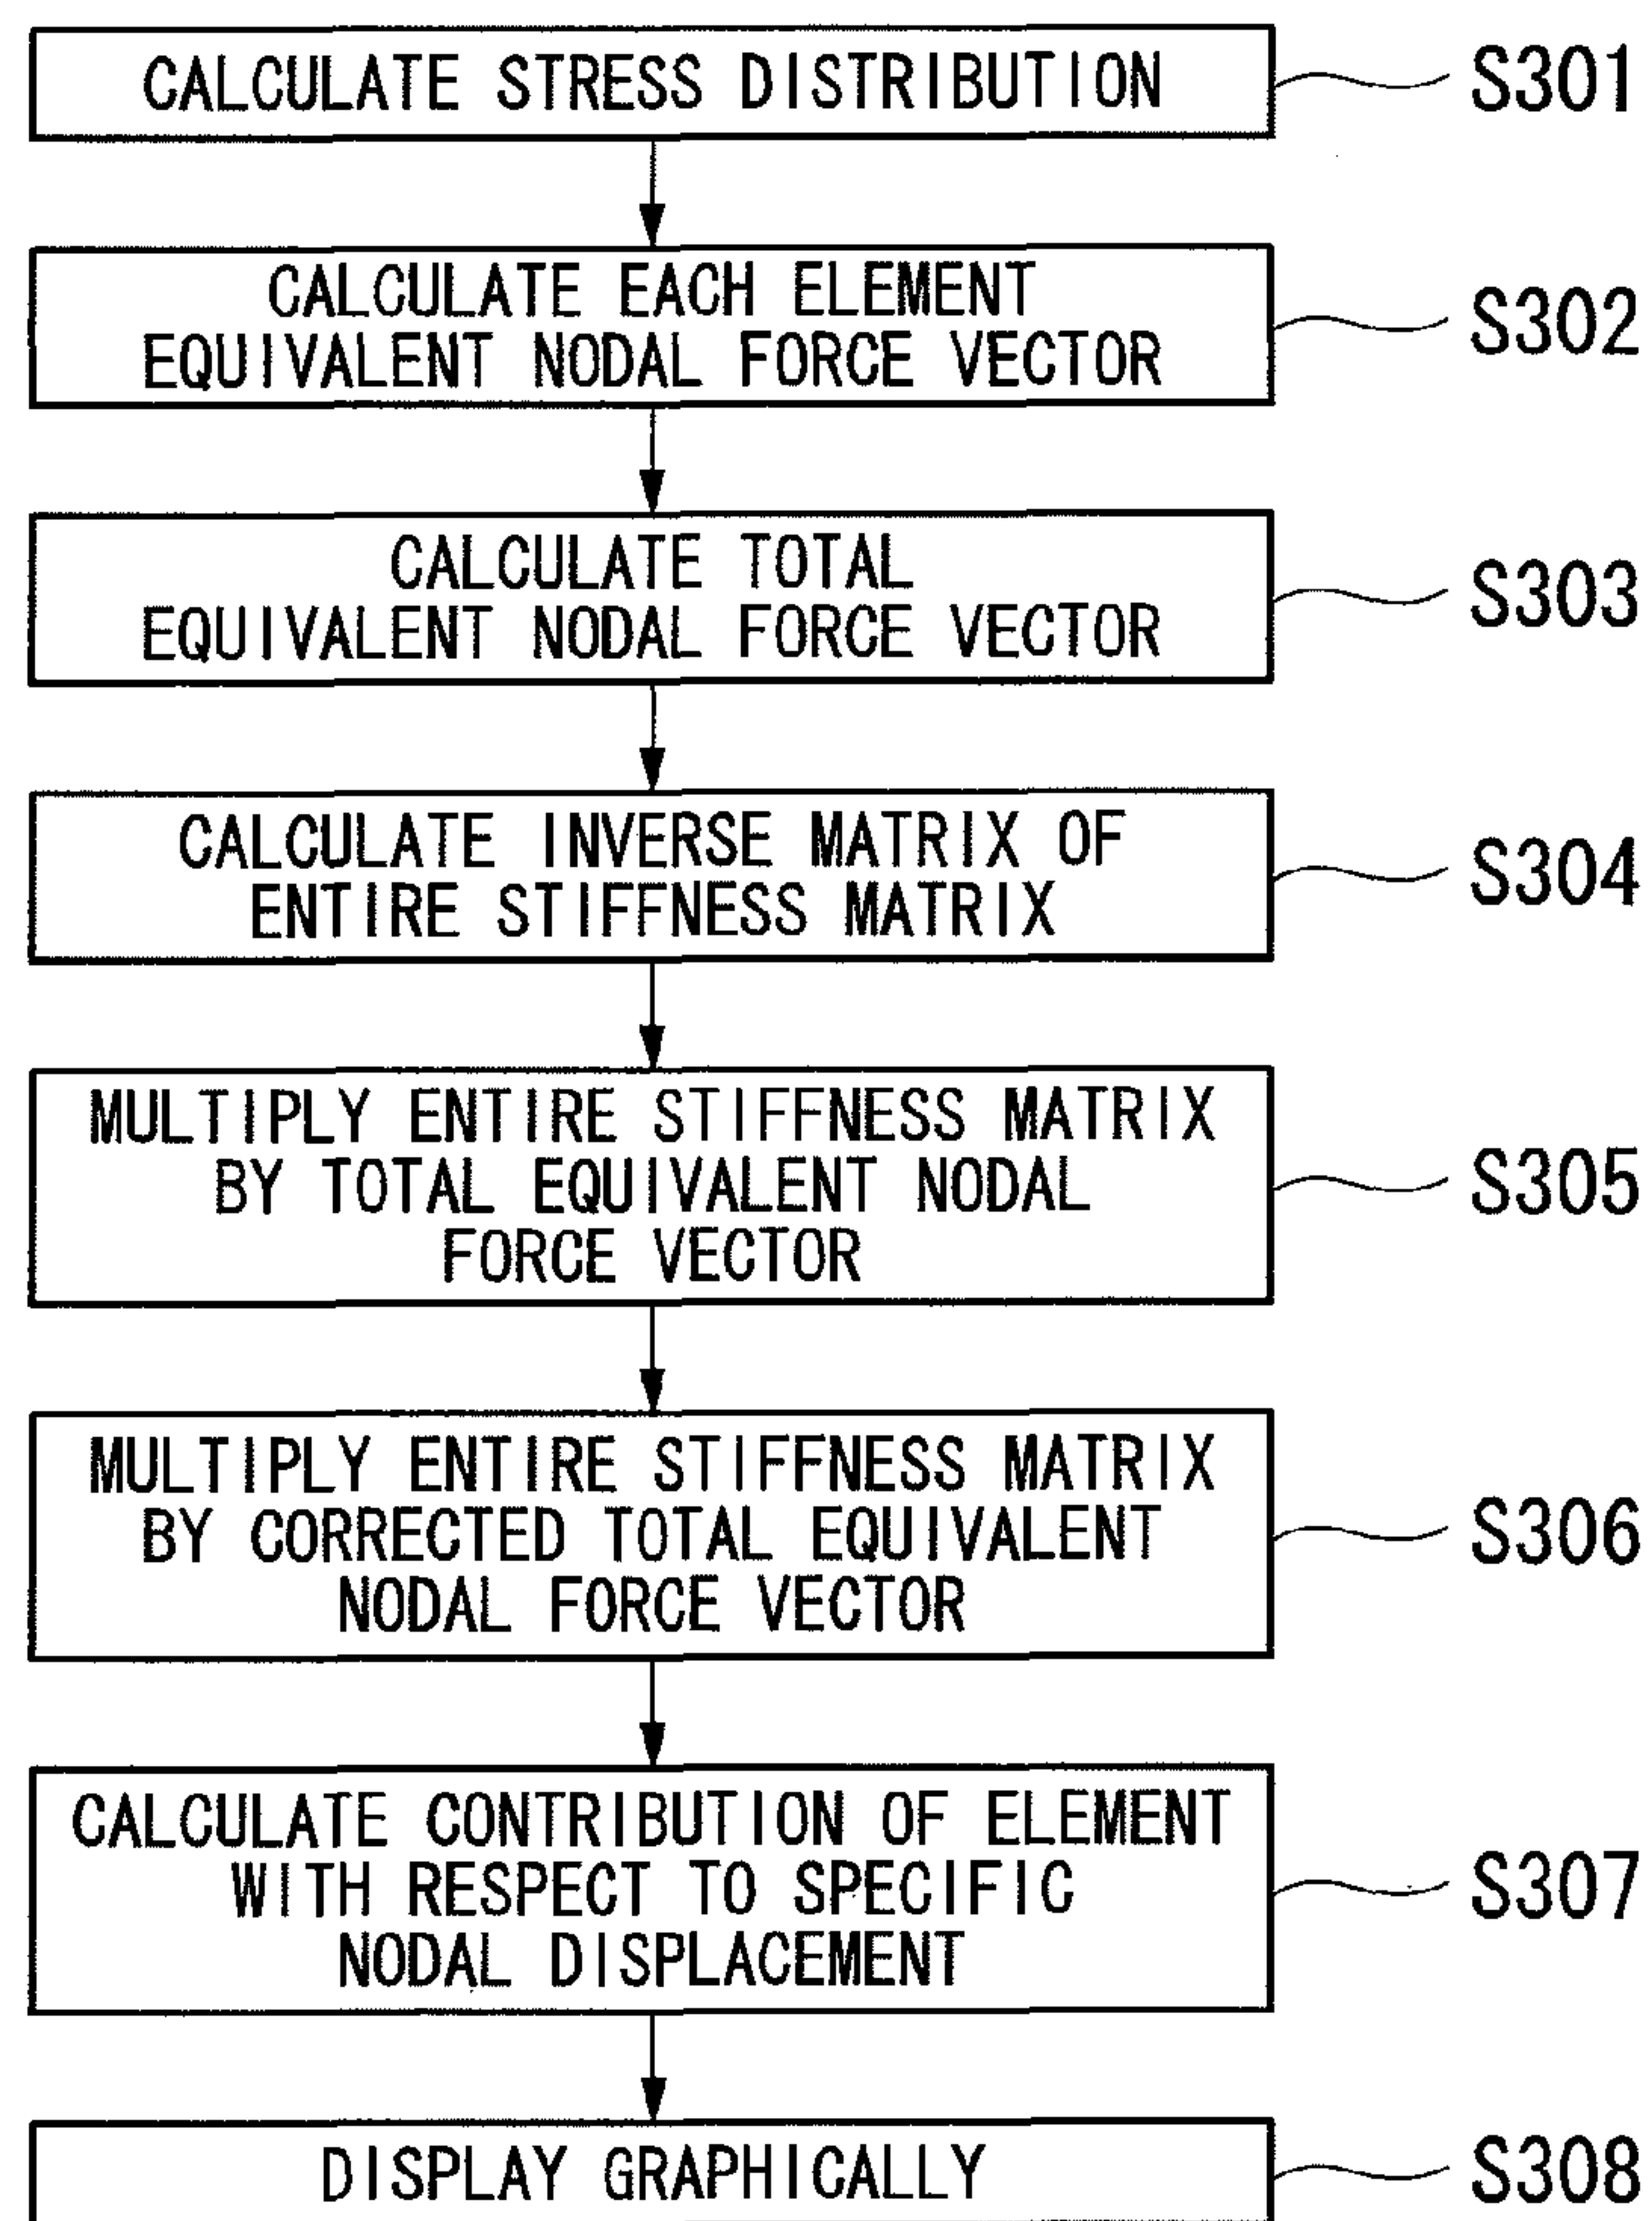 CALCULATE STRESS DISTRIBUTION
S301
CALCULATE EACH ELEMENT
EQUIVALENT NODAL FORCE VECTOR
S302
CALCULATE TOTAL
EQUIVALENT NODAL FORCE VECTOR
S303
CALCULATE INVERSE MATRIX OF
ENTIRE STIFFNESS MATRIX
S304
MULTIPLY ENTIRE STIFFNESS MATRIX
BY TOTAL EQUIVALENT NODAL
FORCE VECTOR
S305
MULTIPLY ENTIRE STIFFNESS MATRIX
BY CORRECTED TOTAL EQUIVALENT
NODAL FORCE VECTOR
S306
CALCULATE CONTRIBUTION OF ELEMENT
WITH RESPECT TO SPECIFIC
NODAL DISPLACEMENT
S307
DISPLAY GRAPHICALLY
S308